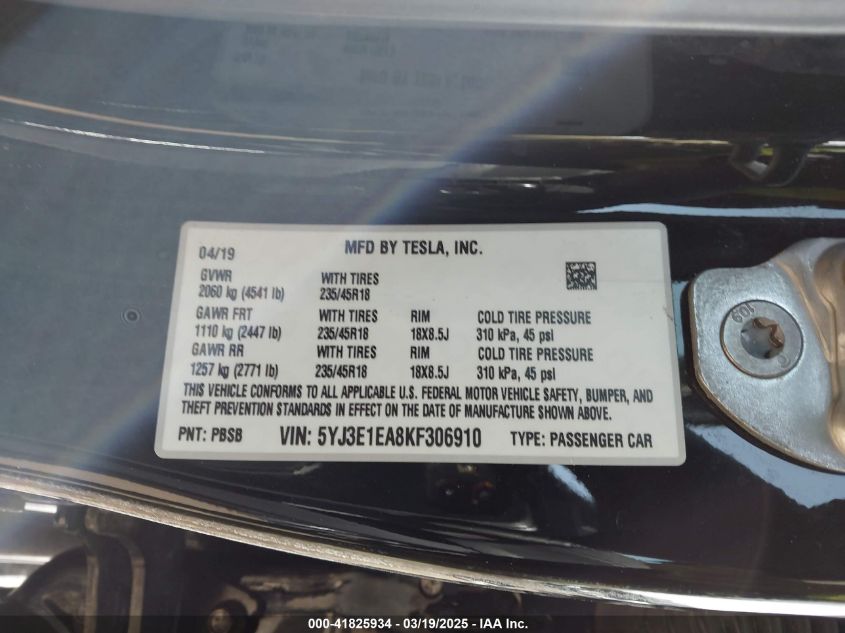 04/19 MFD BY TESLA, INC.
GVWR WITH TIRES
2060 kg (4541 lb) 235/45R18
GAWR FRT WITH TIRES RIM COLD TIRE PRESSURE
1110 kg (2447 lb) 235/45R18 18X8.5J 310 kPa, 45 psi
GAWR RR WITH TIRES RIM COLD TIRE PRESSURE
1257 kg (2771 lb) 235/45R18 18X8.5J 310 kPa, 45 psi
THIS VEHICLE CONFORMS TO ALL APPLICABLE U.S. FEDERAL MOTOR VEHICLE SAFETY, BUMPER, AND
THEFT PREVENTION STANDARDS IN EFFECT ON THE DATE OF MANUFACTURE SHOWN ABOVE.
PNT: PBSB VIN: 5YJ3E1EA8KF306910 TYPE: PASSENGER CAR
109
000-41825934 - 03/19/2025 - IAA Inc.